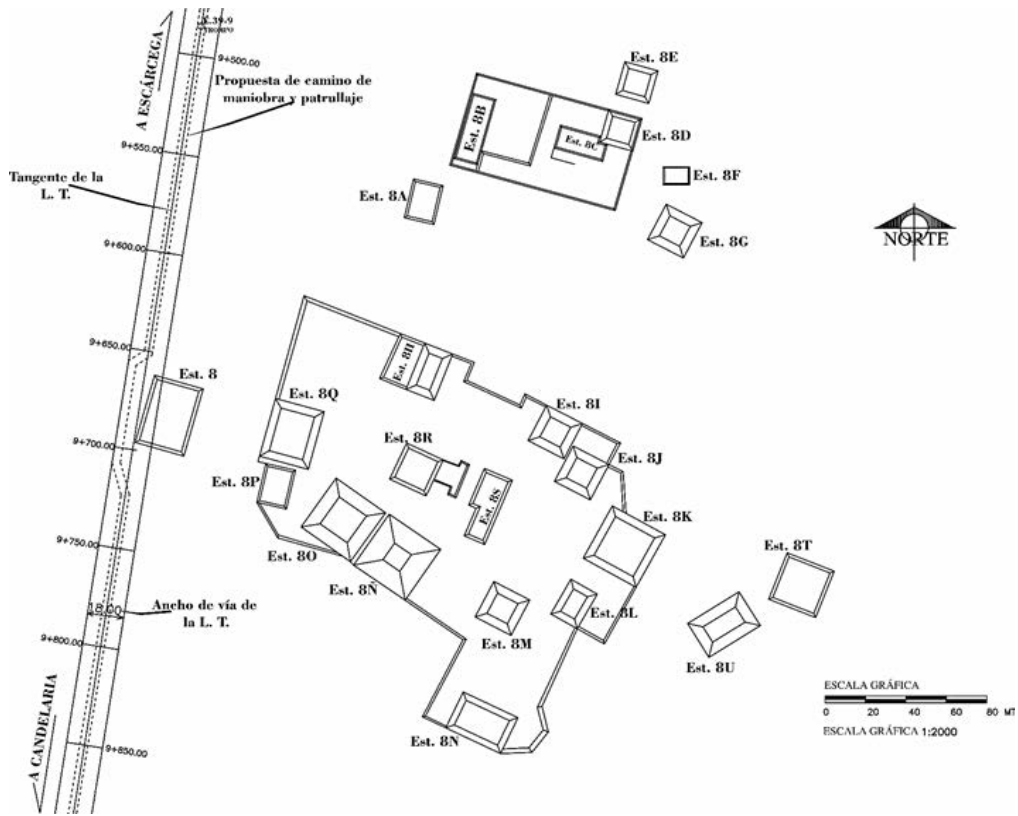 A ESCÁRCEGA
9+500.00
Propuesta de camino de
maniobra y patrullaje
Est. 8E
Est. 8B
Est. 8C
Est. 8D
9+550.00
Tangente de la
L. T.
Est. 8A
Est. 8F
Est. 8G
NORTE
9+600.00
9+650.00
Est. 8
Est. 8H
Est. 8Q
Est. 8I
9+700.00
Est. 8R
Est. 8J
Est. 8P
Est. 8S
Est. 8K
9+750.00
Est. 8O
Est. 8Ñ
Est. 8T
18.00
Ancho de vía de
la L. T.
Est. 8L
Est. 8M
9+800.00
Est. 8U
ESCALA GRÁFICA
0 20 40 60 80 MT
ESCALA GRÁFICA 1:2000
Est. 8N
9+850.00
A CANDELARIA